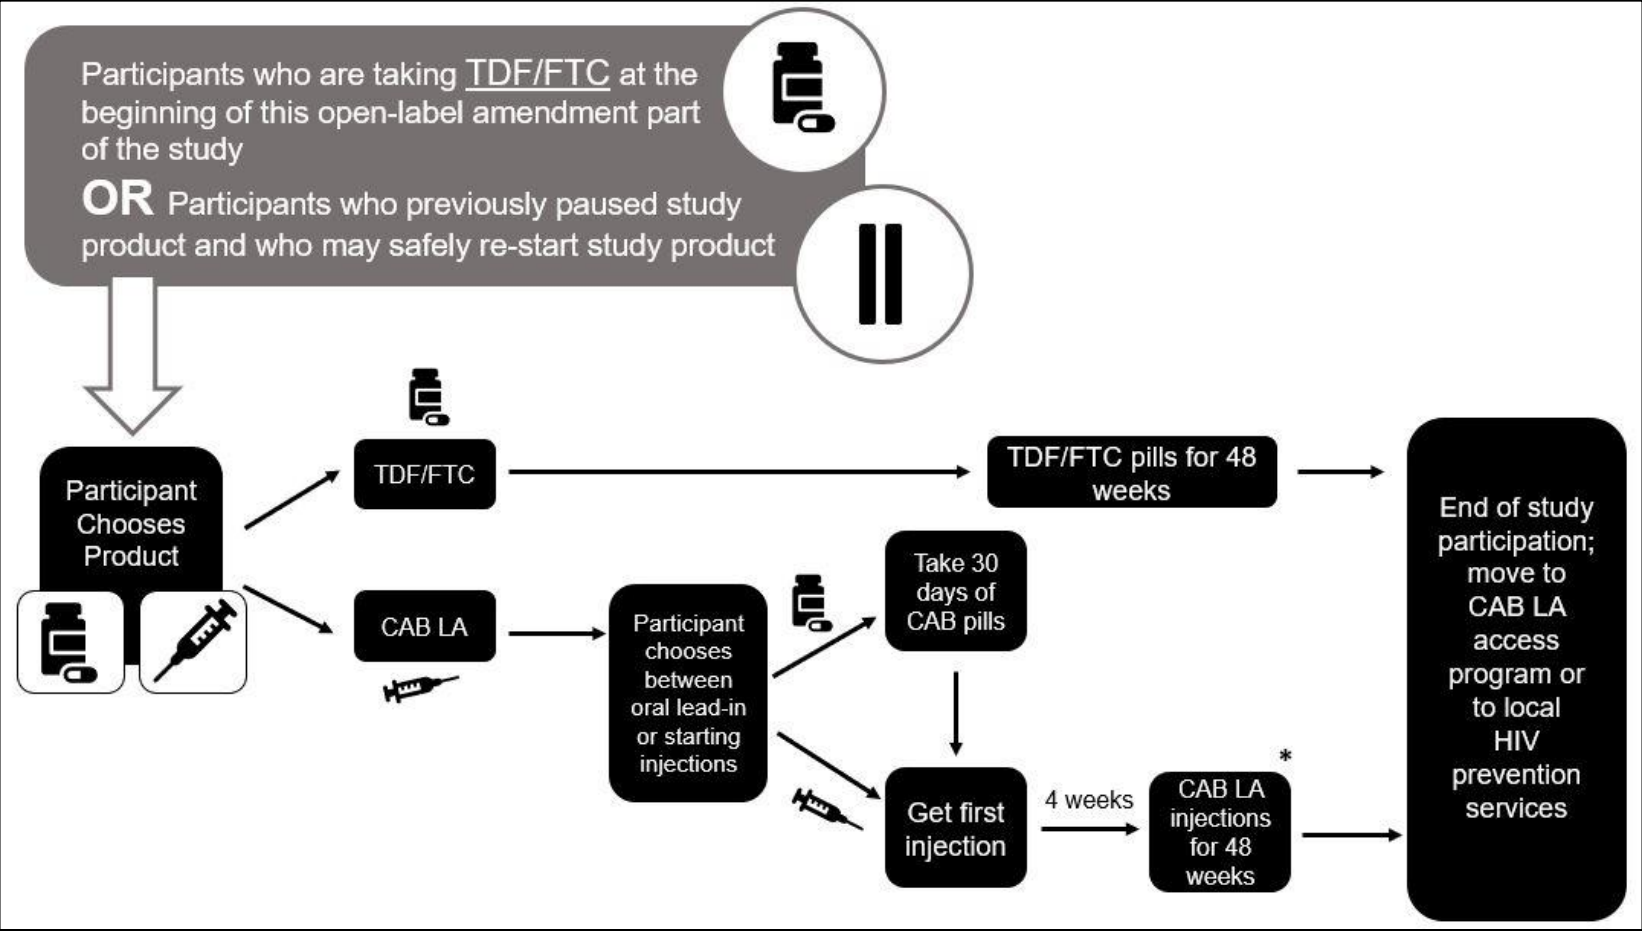 Participants who are taking TDF/FTC at the
beginning of this open-label amendment part
of the study
OR Participants who previously paused study
product and who may safely re-start study product
Participant
Chooses
Product
TDF/FTC
TDF/FTC pills for 48
weeks
CAB LA
Participant
chooses
between
oral lead-in
or starting
injections
Take 30
days of
CAB pills
Get first
injection
4 weeks
*
CAB LA
injections
for 48
weeks
End of study
participation;
move to
CAB LA
access
program or
to local
HIV
prevention
services